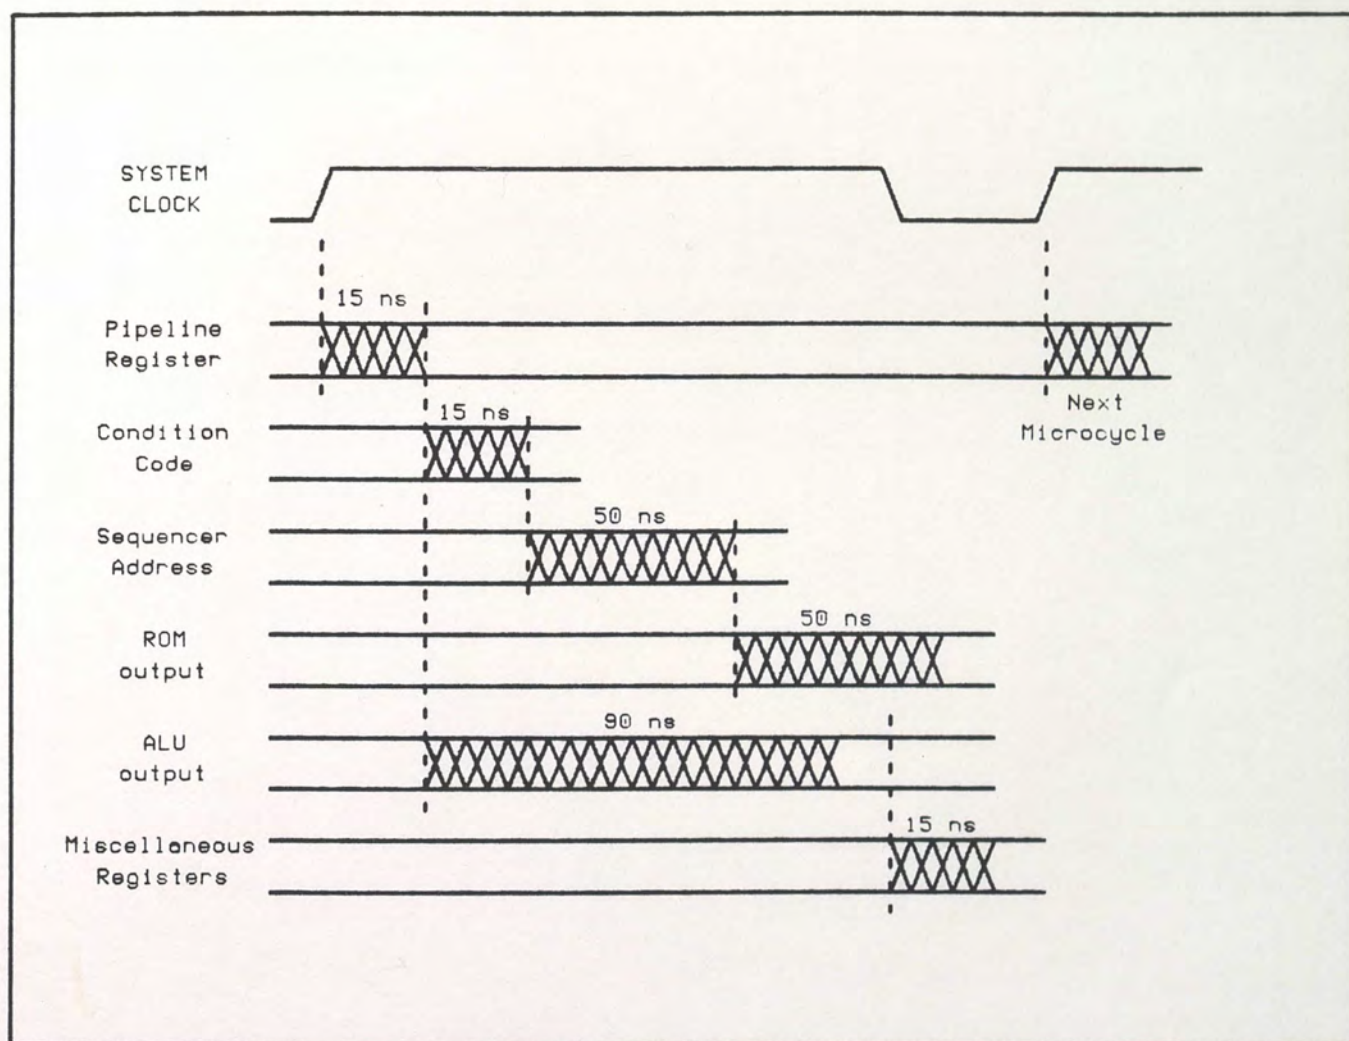 SYSTEM
CLOCK
15 ns
Pipeline
Register
Next
Microcycle
15 ns
Condition
Code
50 ns
Sequencer
Address
50 ns
ROM
output
90 ns
ALU
output
15 ns
Miscellaneous
Registers